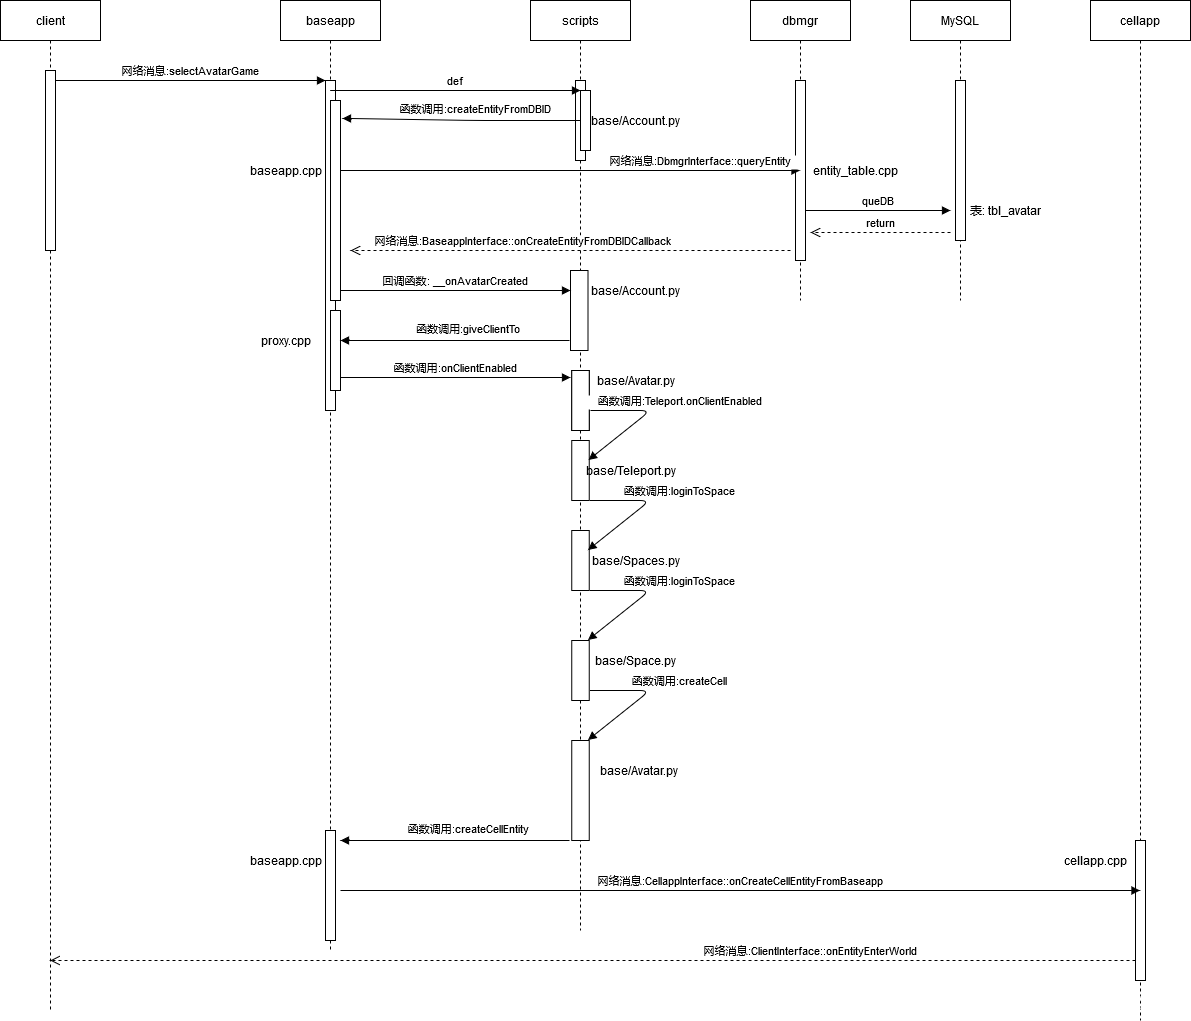 client
baseapp
scripts
dbmgr
MySQL
cellapp
网络消息:selectAvatarGame
def
函数调用:createEntityFromDBID
base/Account.py
网络消息:DbmgrInterface::queryEntity
baseapp.cpp
entity_table.cpp
queDB
表: tbl_avatar
return
网络消息:BaseappInterface::onCreateEntityFromDBIDCallback
回调函数: __onAvatarCreated
base/Account.py
函数调用:giveClientTo
proxy.cpp
函数调用:onClientEnabled
base/Avatar.py
函数调用:Teleport.onClientEnabled
base/Teleport.py
函数调用:loginToSpace
base/Spaces.py
函数调用:loginToSpace
base/Space.py
函数调用:createCell
base/Avatar.py
函数调用:createCellEntity
baseapp.cpp
cellapp.cpp
网络消息:CellappInterface::onCreateCellEntityFromBaseapp
网络消息:ClientInterface::onEntityEnterWorld